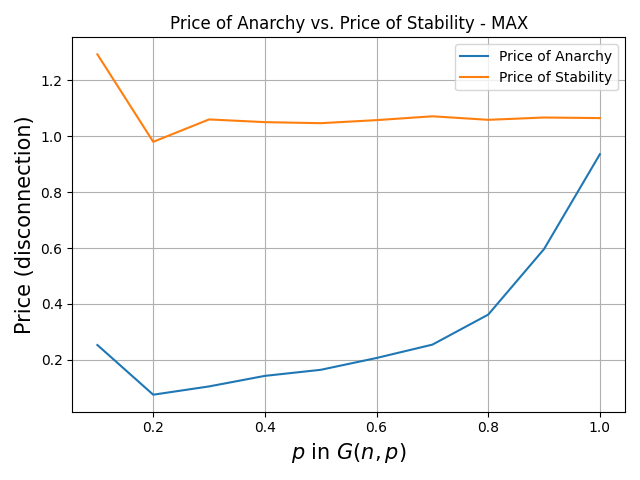 Price of Anarchy vs. Price of Stability - MAX
Price of Anarchy
Price of Stability
Price (disconnection)
1.2
1.0
0.8
0.6
0.4
0.2
0.2
0.4
0.6
0.8
1.0
p in G(n, p)